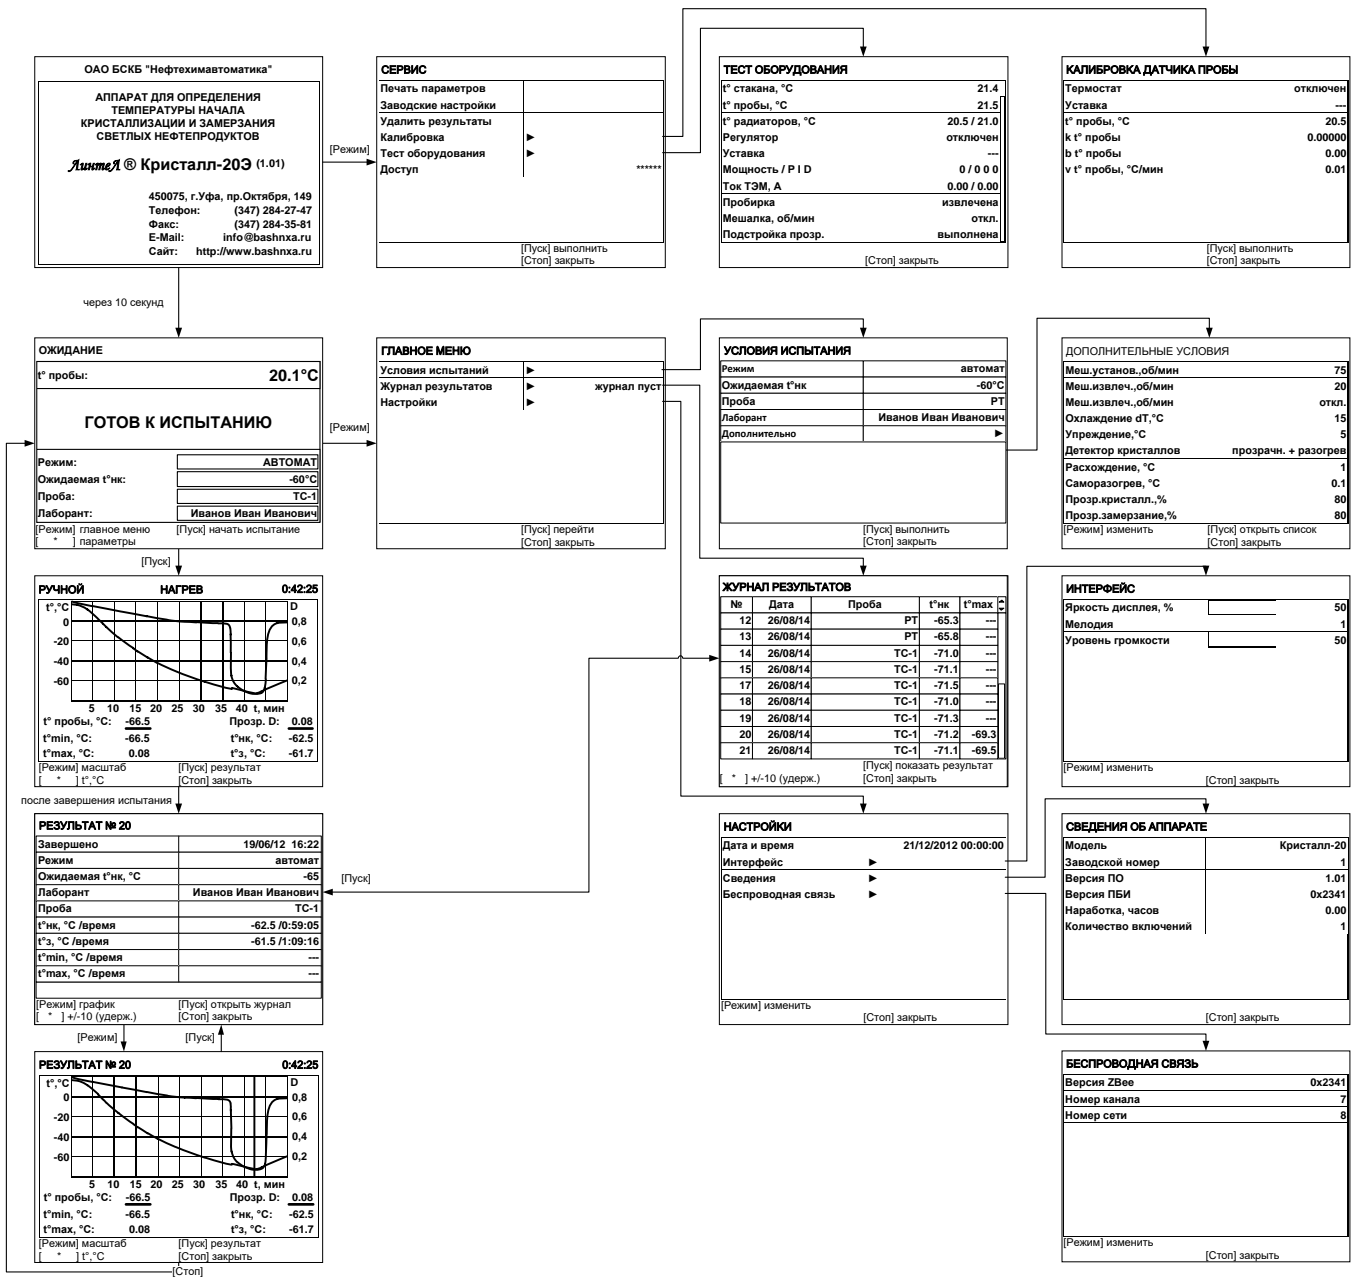 ОАО БСКБ "Нефтехимавтоматика"
АППАРАТ ДЛЯ ОПРЕДЕЛЕНИЯ
ТЕМПЕРАТУРЫ НАЧАЛА
КРИСТАЛЛИЗАЦИИ И ЗАМЕРЗАНИЯ
СВЕТЛЫХ НЕФТЕПРОДУКТОВ
ЛинтеЛ ® Кристалл-20Э (1.01)
450075, г.Уфа, пр.Октября, 149
Телефон: (347) 284-27-47
Факс: (347) 284-35-81
E-Mail: info@bashnxa.ru
Сайт: http://www.bashnxa.ru
[Режим]
СЕРВИС
Печать параметров
Заводские настройки
Удалить результаты
Калибровка ►
Тест оборудования ►
Доступ ******
[Пуск] выполнить
[Стоп] закрыть
ТЕСТ ОБОРУДОВАНИЯ
t° стакана, °C 21.4
t° пробы, °C 21.5
t° радиаторов, °C 20.5 / 21.0
Регулятор отключен
Уставка ---
Мощность / P I D 0 / 0 0 0
Ток ТЭМ, А 0.00 / 0.00
Пробирка извлечена
Мешалка, об/мин откл.
Подстройка прозр. выполнена
[Стоп] закрыть
КАЛИБРОВКА ДАТЧИКА ПРОБЫ
Термостат отключен
Уставка ---
t° пробы, °C 20.5
k t° пробы 0.00000
b t° пробы 0.00
v t° пробы, °C/мин 0.01
[Пуск] выполнить
[Стоп] закрыть
через 10 секунд
ОЖИДАНИЕ
t° пробы: 20.1°C
ГОТОВ К ИСПЫТАНИЮ
Режим: АВТОМАТ
Ожидаемая t°нк: -60°C
Проба: ТС-1
Лаборант: Иванов Иван Иванович
[Режим] главное меню [Пуск] начать испытание
[ * ] параметры
[Режим]
ГЛАВНОЕ МЕНЮ
Условия испытаний ►
Журнал результатов ► журнал пуст
Настройки ►
[Пуск] перейти
[Стоп] закрыть
УСЛОВИЯ ИСПЫТАНИЯ
Режим автомат
Ожидаемая t°нк -60°C
Проба РТ
Лаборант Иванов Иван Иванович
Дополнительно ►
[Пуск] выполнить
[Стоп] закрыть
ДОПОЛНИТЕЛЬНЫЕ УСЛОВИЯ
Меш.установ.,об/мин 75
Меш.извлеч.,об/мин 20
Меш.извлеч.,об/мин откл.
Охлаждение dT,°C 15
Упреждение,°C 5
Детектор кристаллов прозрачн. + разогрев
Расхождение, °C 1
Саморазогрев, °C 0.1
Прозр.кристалл.,% 80
Прозр.замерзание,% 80
[Режим] изменить [Пуск] открыть список
[Стоп] закрыть
[Пуск]
РУЧНОЙ НАГРЕВ 0:42:25
t°,°C D
0 0,8
-20 0,6
-40 0,4
-60 0,2
5 10 15 20 25 30 35 40 t, мин
t° пробы, °C: -66.5 Прозр. D: 0.08
t°min, °C: -66.5 t°нк, °C: -62.5
t°max, °C: 0.08 t°з, °C: -61.7
[Режим] масштаб [Пуск] результат
[ * ] t°,°C [Стоп] закрыть
ЖУРНАЛ РЕЗУЛЬТАТОВ
№ Дата Проба t°нк t°max
12 26/08/14 РТ -65.3 ---
13 26/08/14 РТ -65.8 ---
14 26/08/14 ТС-1 -71.0 ---
15 26/08/14 ТС-1 -71.1 ---
17 26/08/14 ТС-1 -71.5 ---
18 26/08/14 ТС-1 -71.0 ---
19 26/08/14 ТС-1 -71.3 ---
20 26/08/14 ТС-1 -71.2 -69.3
21 26/08/14 ТС-1 -71.1 -69.5
[Пуск] показать результат
[ * ] +/-10 (удерж.) [Стоп] закрыть
ИНТЕРФЕЙС
Яркость дисплея, % 50
Мелодия 1
Уровень громкости 50
[Режим] изменить
[Стоп] закрыть
после завершения испытания
РЕЗУЛЬТАТ № 20
Завершено 19/06/12 16:22
Режим автомат
Ожидаемая t°нк, °C -65
Лаборант Иванов Иван Иванович
Проба ТС-1
t°нк, °C /время -62.5 /0:59:05
t°з, °C /время -61.5 /1:09:16
t°min, °C /время ---
t°max, °C /время ---
[Режим] график [Пуск] открыть журнал
[ * ] +/-10 (удерж.) [Стоп] закрыть
[Пуск]
НАСТРОЙКИ
Дата и время 21/12/2012 00:00:00
Интерфейс ►
Сведения ►
Беспроводная связь ►
[Режим] изменить
[Стоп] закрыть
СВЕДЕНИЯ ОБ АППАРАТЕ
Модель Кристалл-20
Заводской номер 1
Версия ПО 1.01
Версия ПБИ 0x2341
Наработка, часов 0.00
Количество включений 1
[Стоп] закрыть
[Режим] [Пуск]
РЕЗУЛЬТАТ № 20 0:42:25
t°,°C D
0 0,8
-20 0,6
-40 0,4
-60 0,2
5 10 15 20 25 30 35 40 t, мин
t° пробы, °C: -66.5 Прозр. D: 0.08
t°min, °C: -66.5 t°нк, °C: -62.5
t°max, °C: 0.08 t°з, °C: -61.7
[Режим] масштаб [Пуск] результат
[ * ] t°,°C [Стоп] закрыть
[Стоп]
БЕСПРОВОДНАЯ СВЯЗЬ
Версия ZBee 0x2341
Номер канала 7
Номер сети 8
[Режим] изменить
[Стоп] закрыть